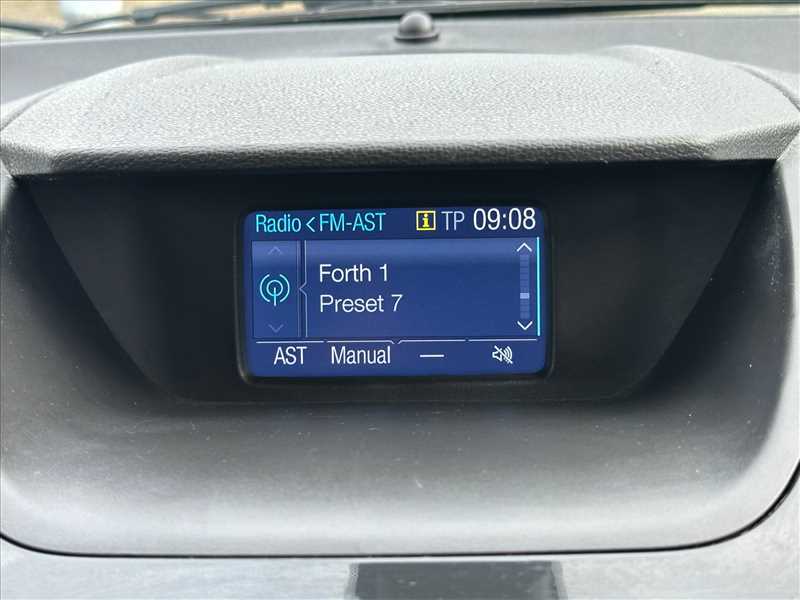 Radio < FM-AST i TP 09:08
Forth 1
Preset 7
AST Manual —